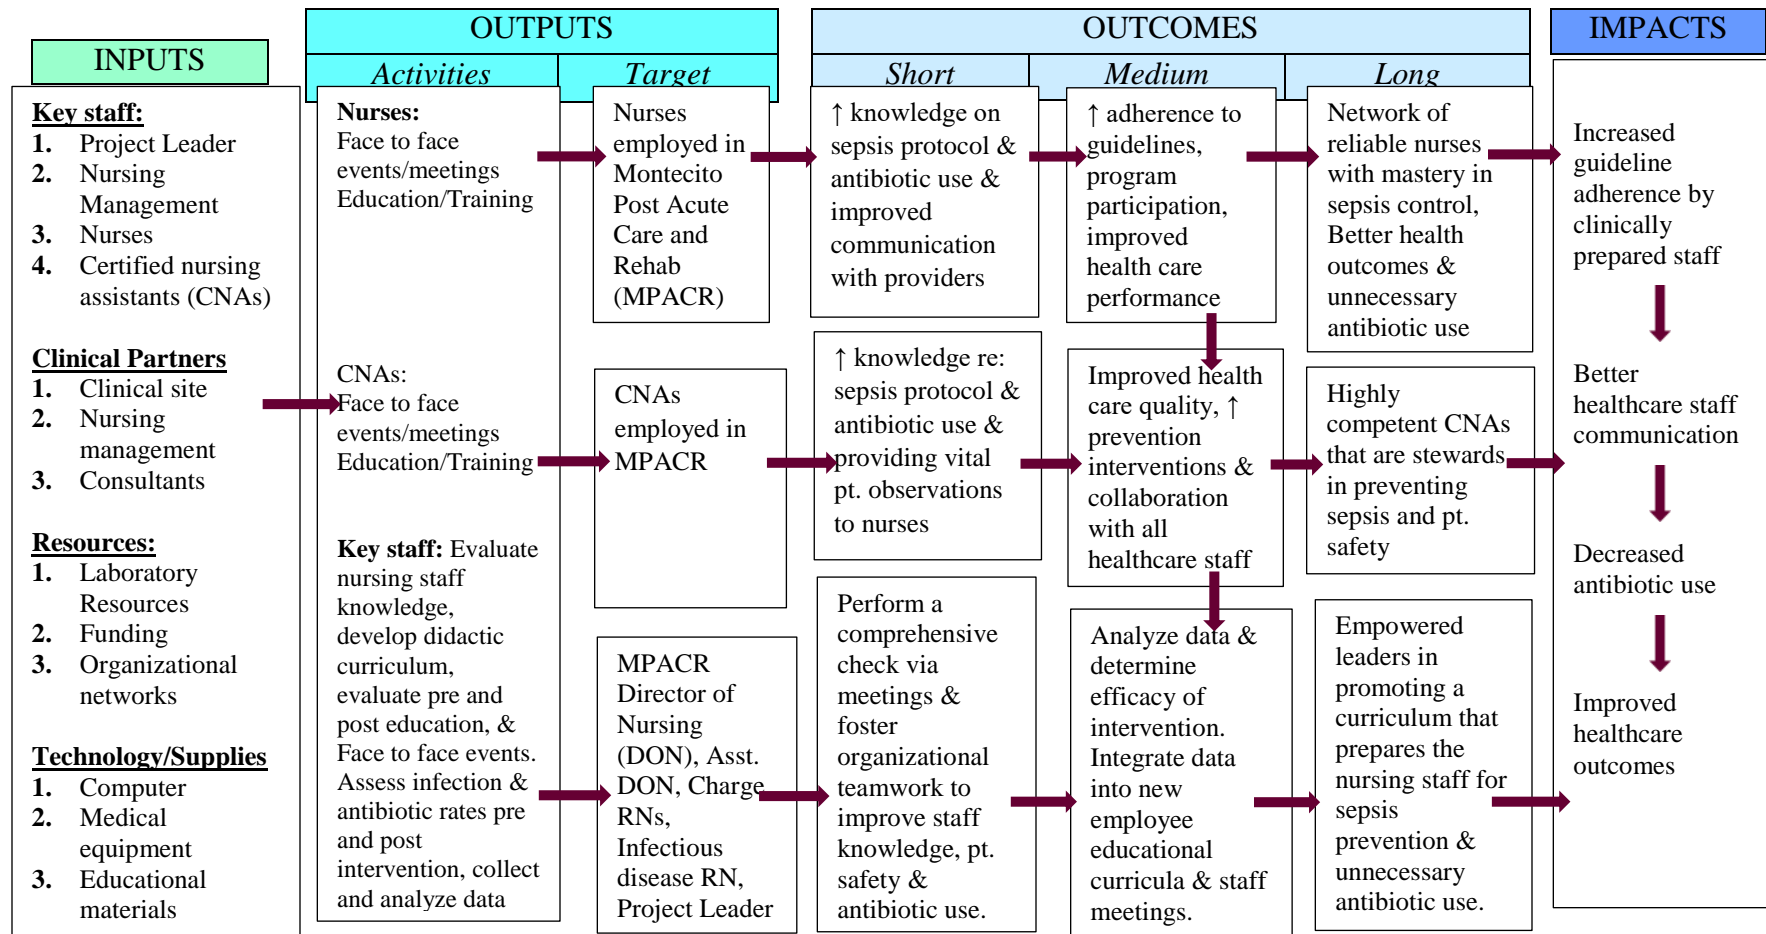 INPUTS
Key staff:
1. Project Leader
2. Nursing
Management
3. Nurses
4. Certified nursing
assistants (CNAs)
Clinical Partners
1. Clinical site
2. Nursing
management
3. Consultants
Resources:
1. Laboratory
Resources
2. Funding
3. Organizational
networks
Technology/Supplies
1. Computer
2. Medical
equipment
3. Educational
materials
OUTPUTS
Activities
Target
Nurses:
Face to face
events/meetings
Education/Training
CNAs:
Face to face
events/meetings
Education/Training
Key staff: Evaluate
nursing staff
knowledge,
develop didactic
curriculum,
evaluate pre and
post education, &
Face to face events.
Assess infection &
antibiotic rates pre
and post
intervention, collect
and analyze data
Nurses
employed in
Montecito
Post Acute
Care and
Rehab
(MPACR)
CNAs
employed in
MPACR
MPACR
Director of
Nursing
(DON), Asst.
DON, Charge
RNs,
Infectious
disease RN,
Project Leader
OUTCOMES
Short
Medium
Long
↑ knowledge on
sepsis protocol &
antibiotic use &
improved
communication
with providers
↑ knowledge re:
sepsis protocol &
antibiotic use &
providing vital
pt. observations
to nurses
Perform a
comprehensive
check via
meetings &
foster
organizational
teamwork to
improve staff
knowledge, pt.
safety &
antibiotic use.
↑ adherence to
guidelines,
program
participation,
improved
health care
performance
Improved health
care quality, ↑
prevention
interventions &
collaboration
with all
healthcare staff
Analyze data &
determine
efficacy of
intervention.
Integrate data
into new
employee
educational
curricula & staff
meetings.
Network of
reliable nurses
with mastery in
sepsis control,
Better health
outcomes &
unnecessary
antibiotic use
Highly
competent CNAs
that are stewards
in preventing
sepsis and pt.
safety
Empowered
leaders in
promoting a
curriculum that
prepares the
nursing staff for
sepsis
prevention &
unnecessary
antibiotic use.
IMPACTS
Increased
guideline
adherence by
clinically
prepared staff
Better
healthcare staff
communication
Decreased
antibiotic use
Improved
healthcare
outcomes